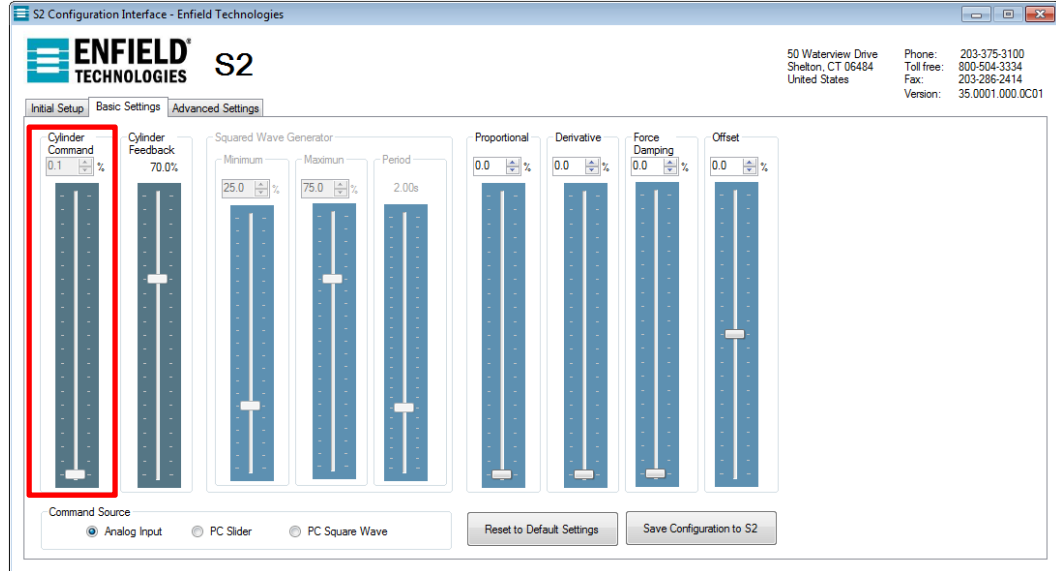 S2 Configuration Interface - Enfield Technologies
ENFIELD®
TECHNOLOGIES
S2
50 Waterview Drive
Shelton, CT 06484
United States
Phone: 203-375-3100
Toll free: 800-504-3334
Fax: 203-286-2414
Version: 35.0001.000.0C01
Initial Setup Basic Settings Advanced Settings
Cylinder
Command
0.1 %
Cylinder
Feedback
70.0%
Squared Wave Generator
Minimum
25.0 %
Maximun
75.0 %
Period
2.00s
Proportional
0.0 %
Derivative
0.0 %
Force
Damping
0.0 %
Offset
0.0 %
Command Source
Analog Input PC Slider PC Square Wave
Reset to Default Settings
Save Configuration to S2